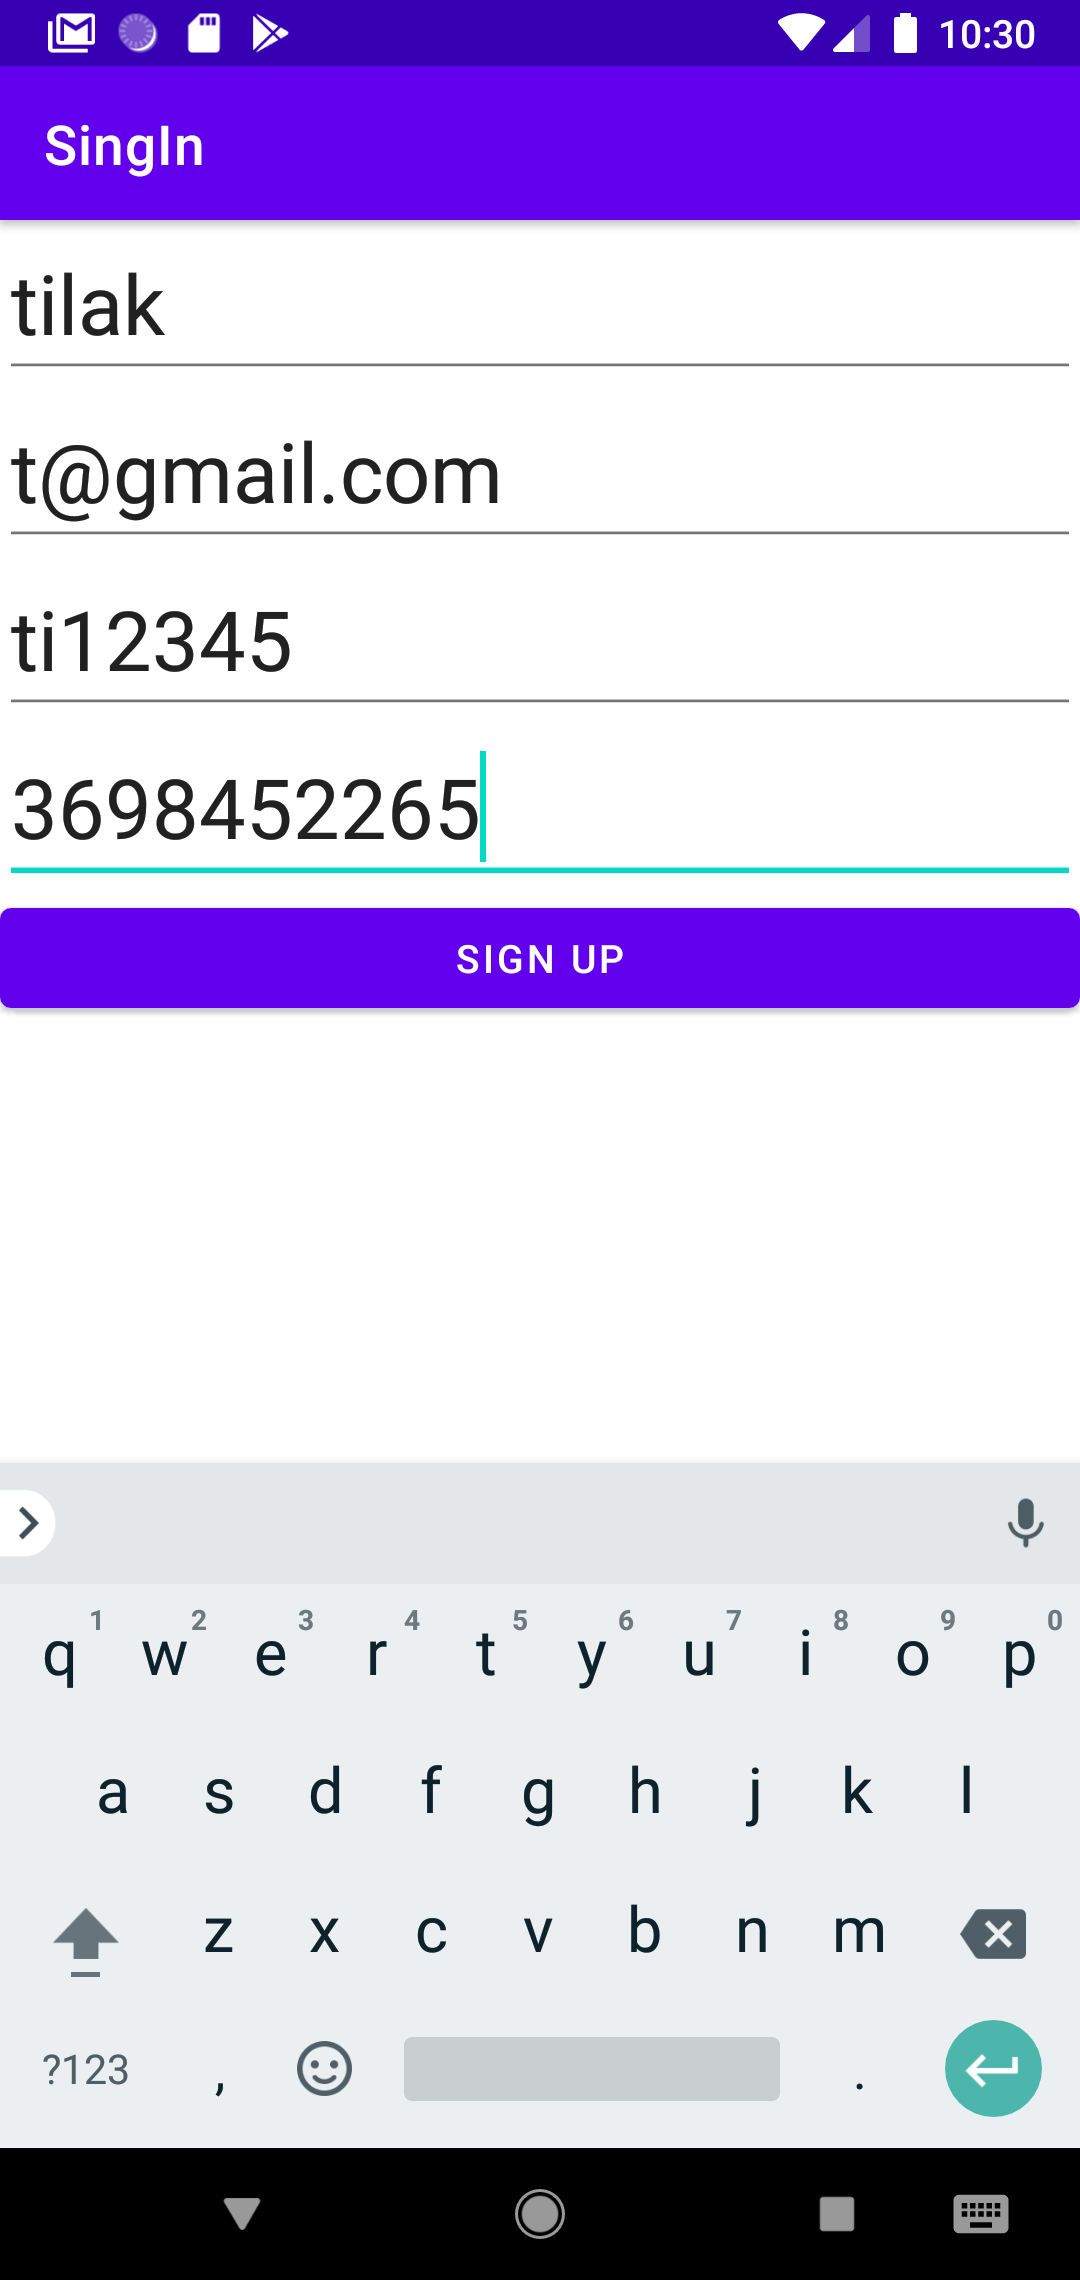 10:30
SingIn
tilak
t@gmail.com
ti12345
3698452265
SIGN UP
1 2 3 4 5 6 7 8 9 0
q w e r t y u i o p
a s d f g h j k l
z x c v b n m
?123 , .